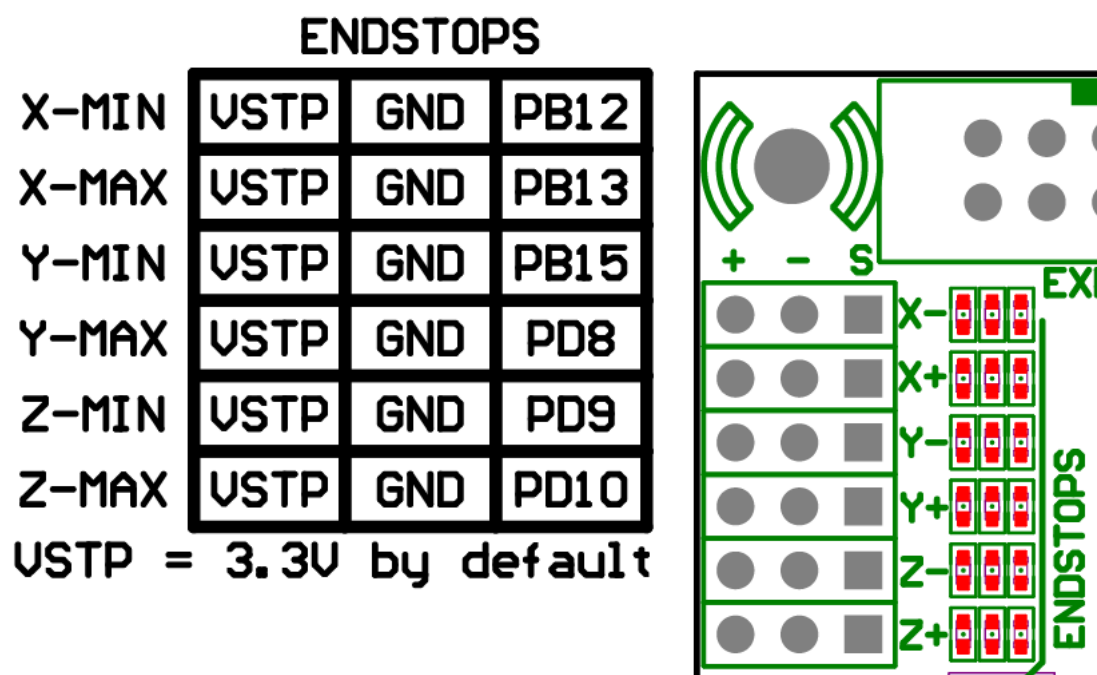 ENDSTOPS
X-MIN VSTP GND PB12
X-MAX VSTP GND PB13
Y-MIN VSTP GND PB15
Y-MAX VSTP GND PD8
Z-MIN VSTP GND PD9
Z-MAX VSTP GND PD10
VSTP = 3.3V by default
+ - S
X-
X+
Y-
Y+
Z-
Z+
ENDSTOPS